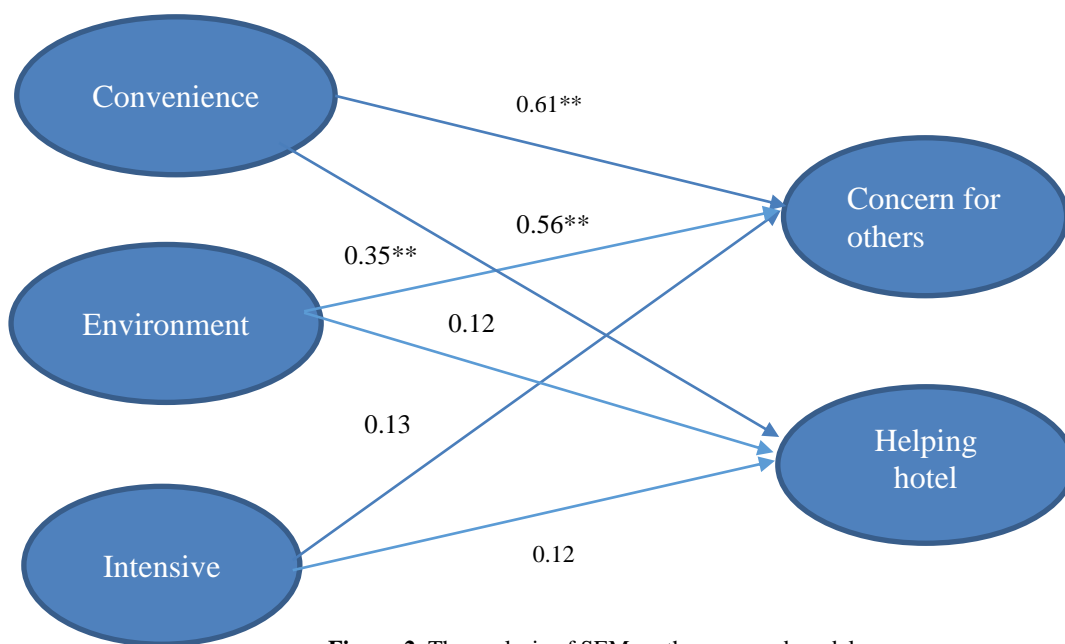 Convenience
0.61**
Concern for
others
0.56**
0.35**
Environment
0.12
0.13
Helping
hotel
Intensive
0.12